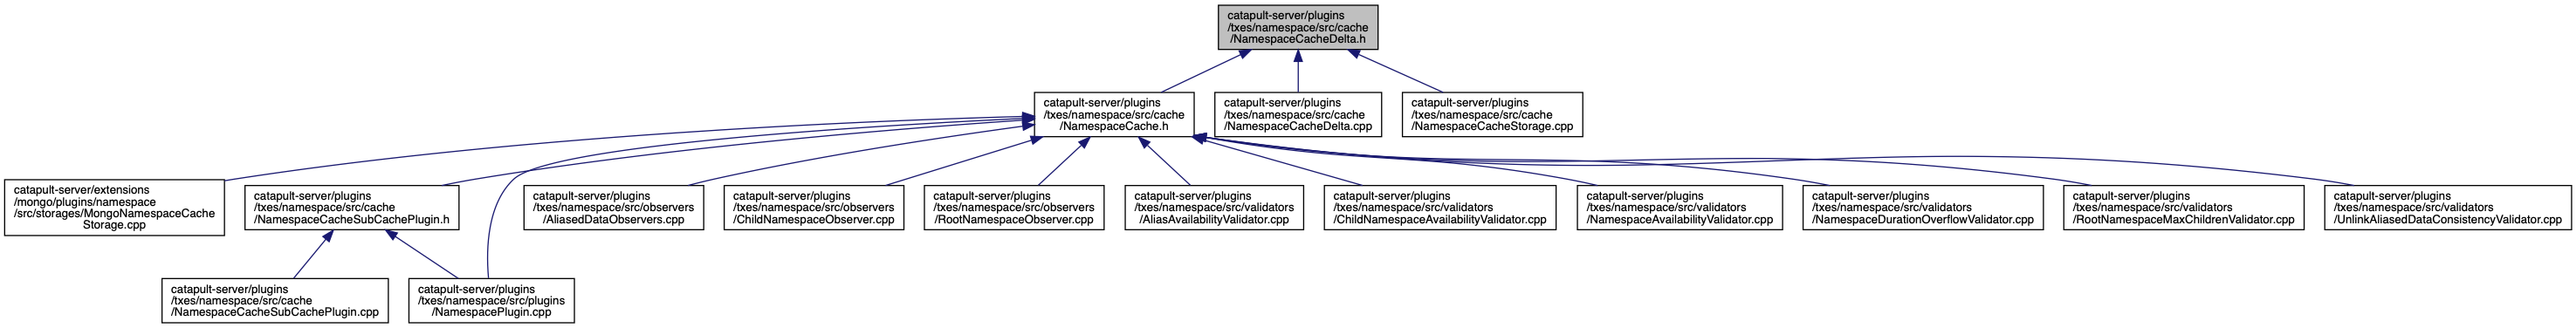 catapult-server/plugins
/txes/namespace/src/cache
/NamespaceCacheDelta.h
catapult-server/plugins
/txes/namespace/src/cache
/NamespaceCache.h
catapult-server/plugins
/txes/namespace/src/cache
/NamespaceCacheDelta.cpp
catapult-server/plugins
/txes/namespace/src/cache
/NamespaceCacheStorage.cpp
catapult-server/extensions
/mongo/plugins/namespace
/src/storages/MongoNamespaceCache
Storage.cpp
catapult-server/plugins
/txes/namespace/src/cache
/NamespaceCacheSubCachePlugin.h
catapult-server/plugins
/txes/namespace/src/observers
/AliasedDataObservers.cpp
catapult-server/plugins
/txes/namespace/src/observers
/ChildNamespaceObserver.cpp
catapult-server/plugins
/txes/namespace/src/observers
/RootNamespaceObserver.cpp
catapult-server/plugins
/txes/namespace/src/validators
/AliasAvailabilityValidator.cpp
catapult-server/plugins
/txes/namespace/src/validators
/ChildNamespaceAvailabilityValidator.cpp
catapult-server/plugins
/txes/namespace/src/validators
/NamespaceAvailabilityValidator.cpp
catapult-server/plugins
/txes/namespace/src/validators
/NamespaceDurationOverflowValidator.cpp
catapult-server/plugins
/txes/namespace/src/validators
/RootNamespaceMaxChildrenValidator.cpp
catapult-server/plugins
/txes/namespace/src/validators
/UnlinkAliasedDataConsistencyValidator.cpp
catapult-server/plugins
/txes/namespace/src/cache
/NamespaceCacheSubCachePlugin.cpp
catapult-server/plugins
/txes/namespace/src/plugins
/NamespacePlugin.cpp